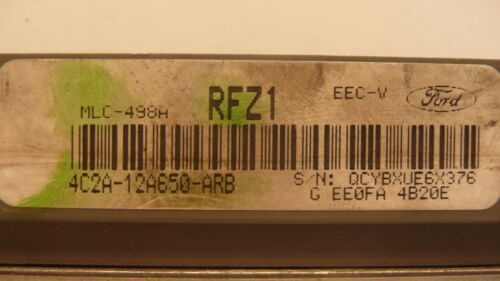 MLC-498A RFZ1 EEC-V Ford
4C2A-12A650-ARB S/N: QCYBXUE6X376
G EE0FA 4B20E